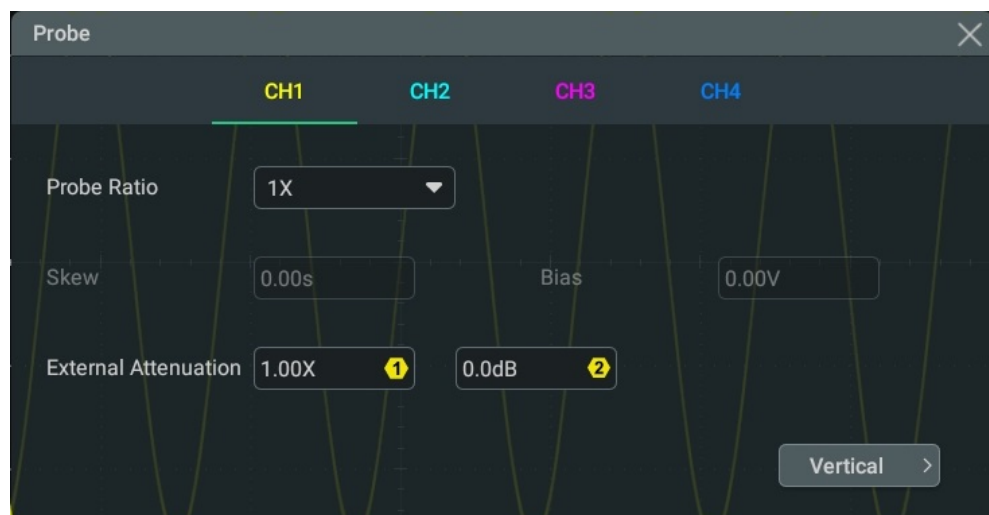 Probe
CH1 CH2 CH3 CH4
Probe Ratio 1X
Skew 0.00s Bias 0.00V
External Attenuation 1.00X 1 0.0dB 2
Vertical >